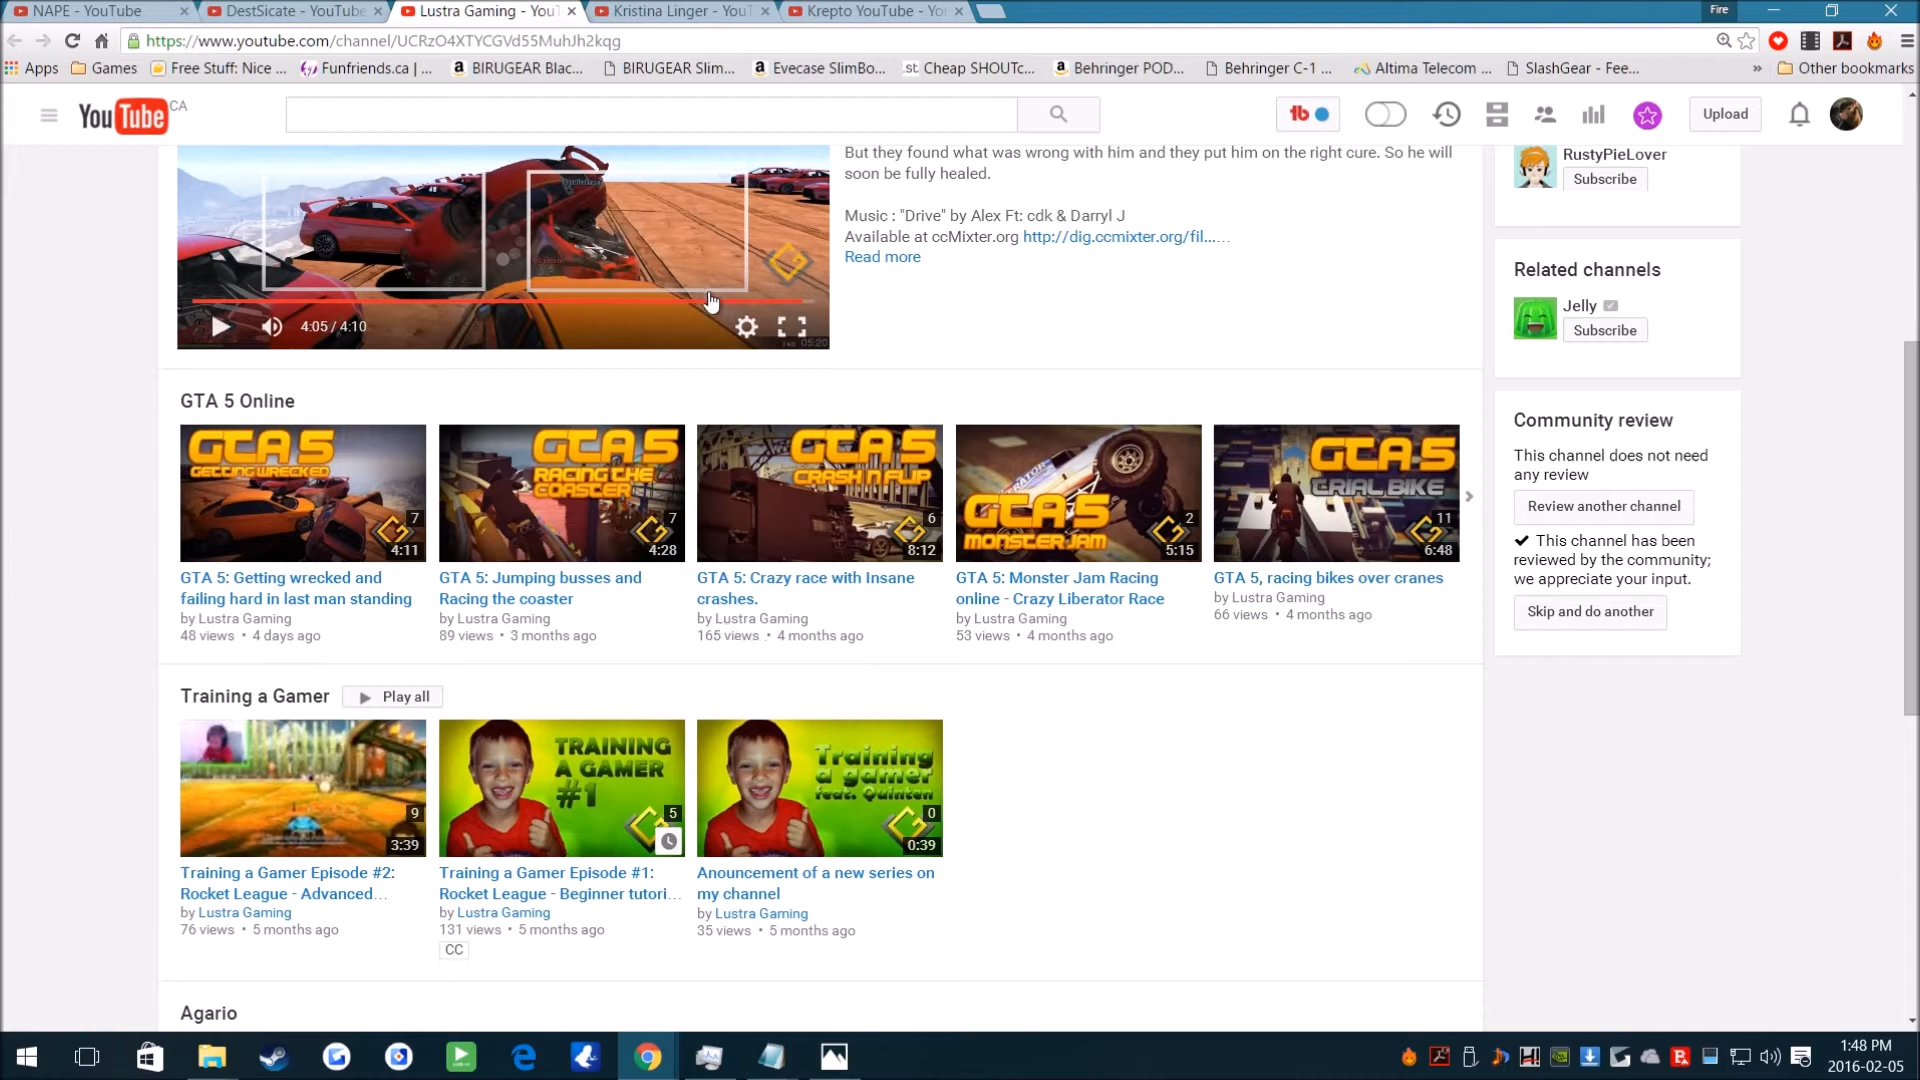 NAPE - YouTube
DestSicate - YouTube
Lustra Gaming - YouT
Kristina Linger - YouT
Krepto YouTube - Yo
Fire
https://www.youtube.com/channel/UCRzO4XTYCGVd55MuhJh2kqg
Apps
Games
Free Stuff: Nice ...
Funfriends.ca | ...
BIRUGEAR Blac...
BIRUGEAR Slim...
Evecase SlimBo...
.st Cheap SHOUTc...
Behringer POD...
Behringer C-1 ...
Altima Telecom ...
SlashGear - Fee...
»
Other bookmarks
YouTube CA
Upload
But they found what was wrong with him and they put him on the right cure. So he will
soon be fully healed.
Music : "Drive" by Alex Ft: cdk & Darryl J
Available at ccMixter.org http://dig.ccmixter.org/fil......
Read more
4:05 / 4:10
05:20
RustyPieLover
Subscribe
Related channels
Jelly
Subscribe
Community review
This channel does not need
any review
Review another channel
This channel has been
reviewed by the community;
we appreciate your input.
Skip and do another
GTA 5 Online
GTA 5
GETTING WRECKED
7
4:11
GTA 5
RACING THE
COASTER
7
4:28
GTA 5
CRASH N FLIP
6
8:12
GTA 5
MONSTER JAM
2
5:15
GTA 5
TRIAL BIKE
11
6:48
GTA 5: Getting wrecked and
failing hard in last man standing
by Lustra Gaming
48 views • 4 days ago
GTA 5: Jumping busses and
Racing the coaster
89 views • 3 months ago
by Lustra Gaming
GTA 5: Crazy race with Insane
crashes.
by Lustra Gaming
165 views • 4 months ago
GTA 5: Monster Jam Racing
online - Crazy Liberator Race
by Lustra Gaming
53 views • 4 months ago
GTA 5, racing bikes over cranes
by Lustra Gaming
66 views • 4 months ago
Training a Gamer
Play all
9
3:39
TRAINING
A GAMER
#1
5
Training
a gamer
feat. Quinten
0
0:39
Training a Gamer Episode #2:
Rocket League - Advanced...
by Lustra Gaming
76 views • 5 months ago
Training a Gamer Episode #1:
Rocket League - Beginner tutori...
by Lustra Gaming
131 views • 5 months ago
CC
Anouncement of a new series on
my channel
by Lustra Gaming
35 views • 5 months ago
Agario
1:48 PM
2016-02-05